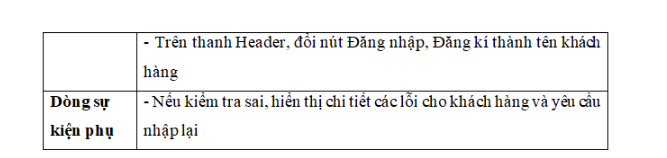 - Trên thanh Header, đổi nút Đăng nhập, Đăng kí thành tên khách
hàng
Dòng sự
kiện phụ
- Nếu kiểm tra sai, hiển thị chi tiết các lỗi cho khách hàng và yêu cầu
nhập lại